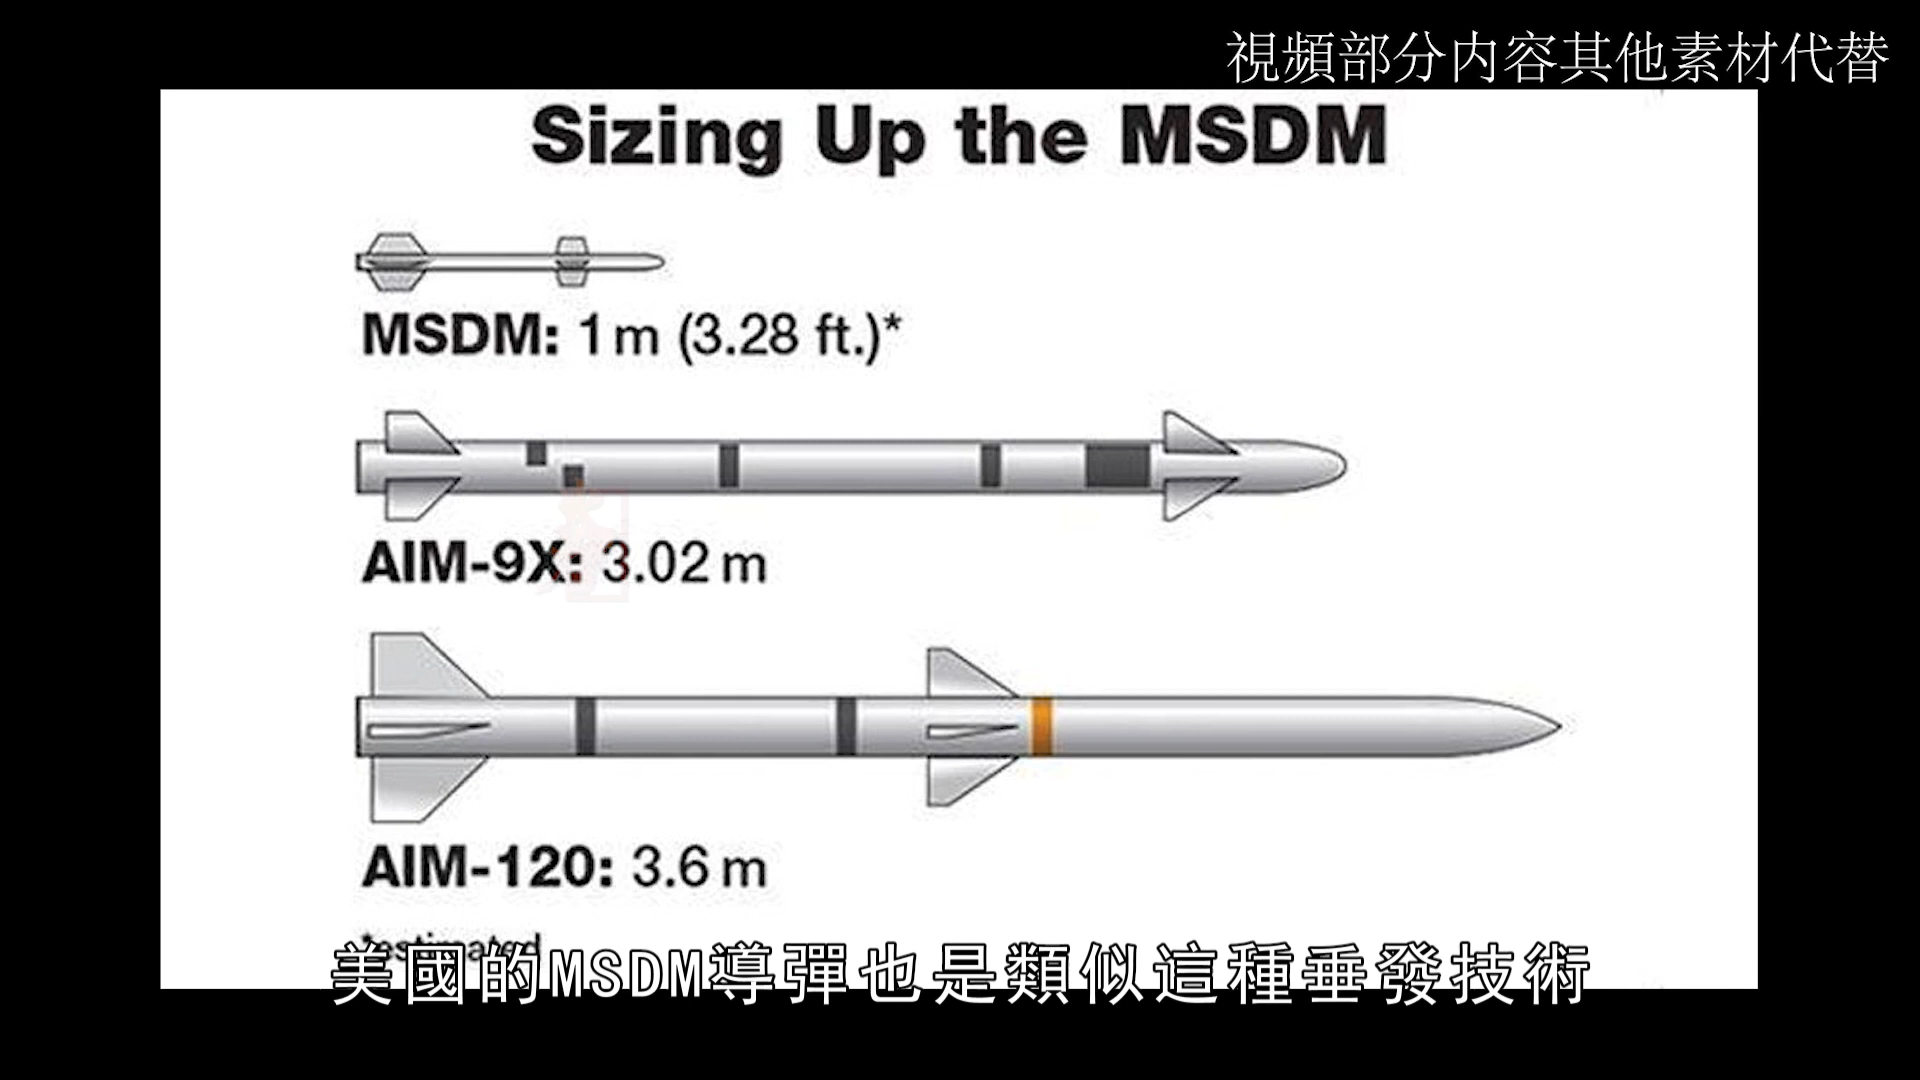 視頻部分内容其他素材代替
Sizing Up the MSDM
MSDM: 1 m (3.28 ft.)*
AIM-9X: 3.02 m
AIM-120: 3.6 m
*estimated
美國的MSDM導彈也是類似這種垂發技術